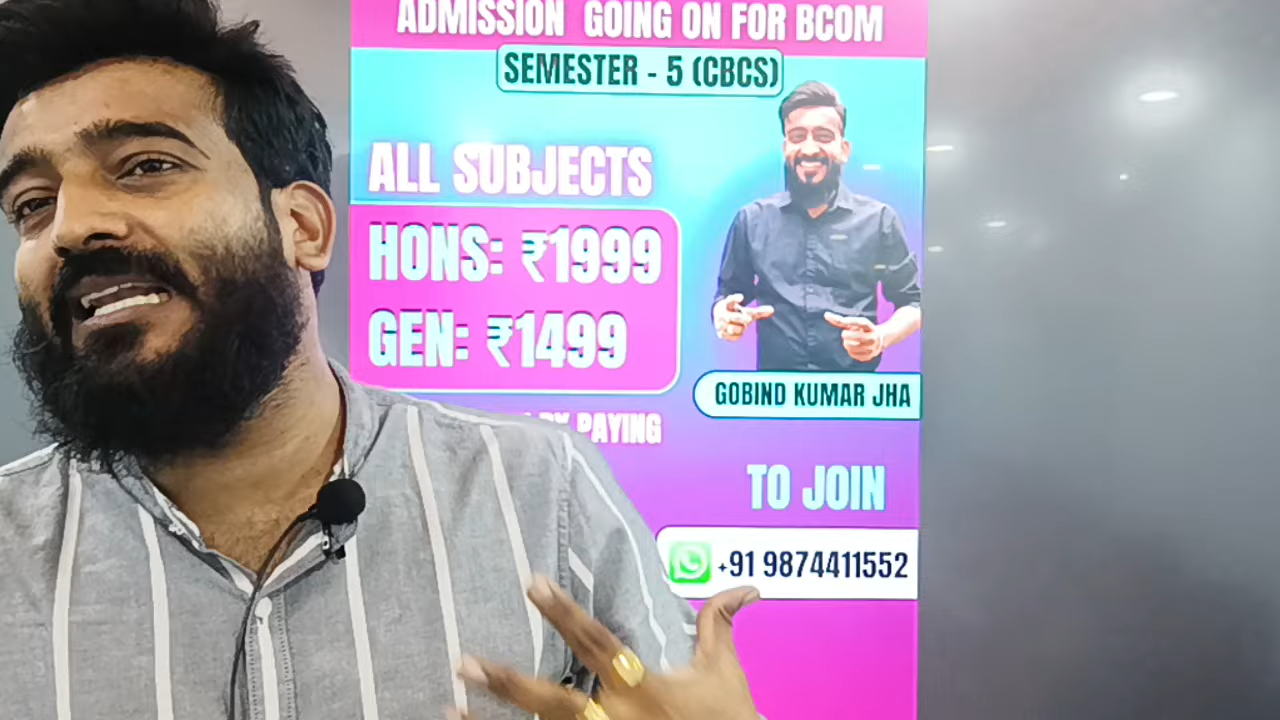 ADMISSION GOING ON FOR BCOM
SEMESTER - 5 (CBCS)
ALL SUBJECTS
HONS: ₹1999
GEN: ₹1499
GOBIND KUMAR JHA
PAYING
TO JOIN
+91 9874411552